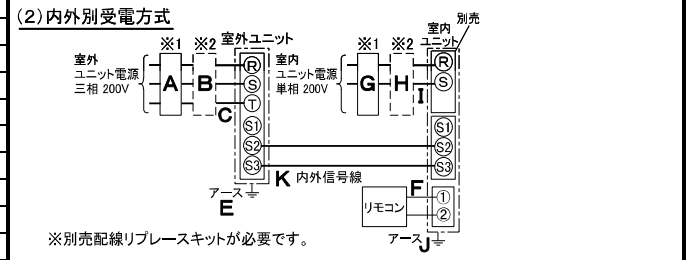 (2)内外別受電方式
別売
※1 ※2 室外ユニット ※1 ※2 室内ユニット
室外
ユニット電源
三相 200V
A B C
R
S
T
S1
S2
S3
室内
ユニット電源
単相 200V
G H I
R
S
S1
S2
S3
K 内外信号線
アース
E
リモコン
F
①
②
アース J
※別売配線リプレースキットが必要です。